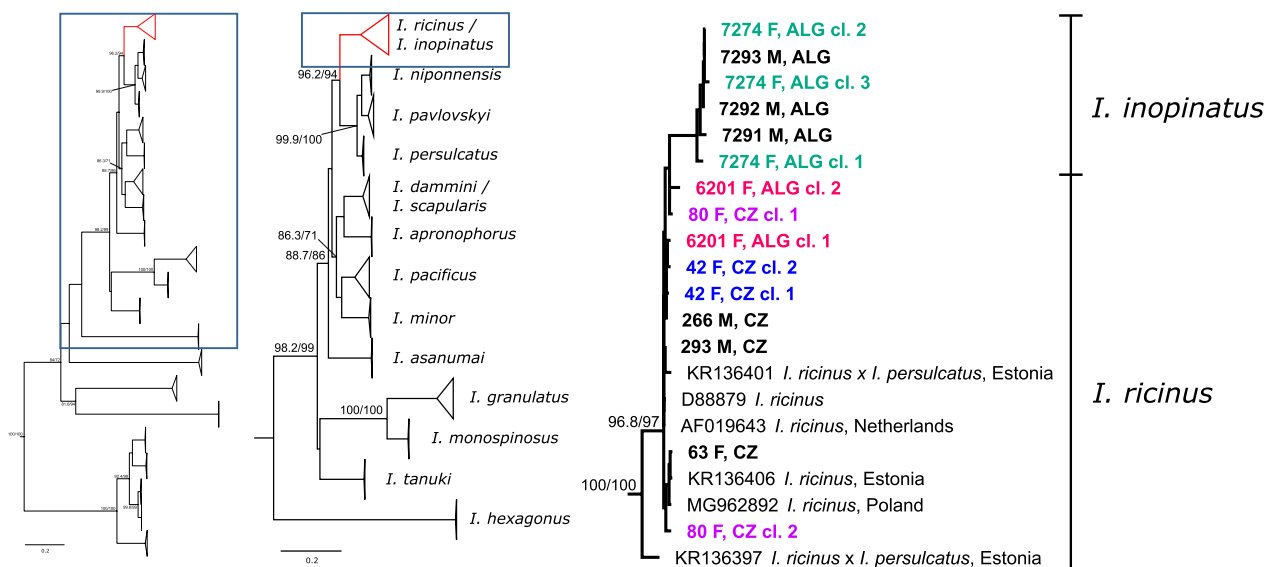 I. ricinus /
I. inopinatus
96.2/94
I. niponnensis
I. pavlovskyi
99.9/100
I. persulcatus
I. dammini /
I. scapularis
I. apronophorus
86.3/71
88.7/86
I. pacificus
I. minor
98.2/99
I. asanumai
I. granulatus
100/100
I. monospinosus
I. tanuki
I. hexagonus
0.2
0.2
7274 F, ALG cl. 2
7293 M, ALG
7274 F, ALG cl. 3
7292 M, ALG
7291 M, ALG
7274 F, ALG cl. 1
6201 F, ALG cl. 2
80 F, CZ cl. 1
6201 F, ALG cl. 1
42 F, CZ cl. 2
42 F, CZ cl. 1
266 M, CZ
293 M, CZ
KR136401 I. ricinus x I. persulcatus, Estonia
D88879 I. ricinus
AF019643 I. ricinus, Netherlands
96.8/97
63 F, CZ
KR136406 I. ricinus, Estonia
100/100
MG962892 I. ricinus, Poland
80 F, CZ cl. 2
KR136397 I. ricinus x I. persulcatus, Estonia
I. inopinatus
I. ricinus